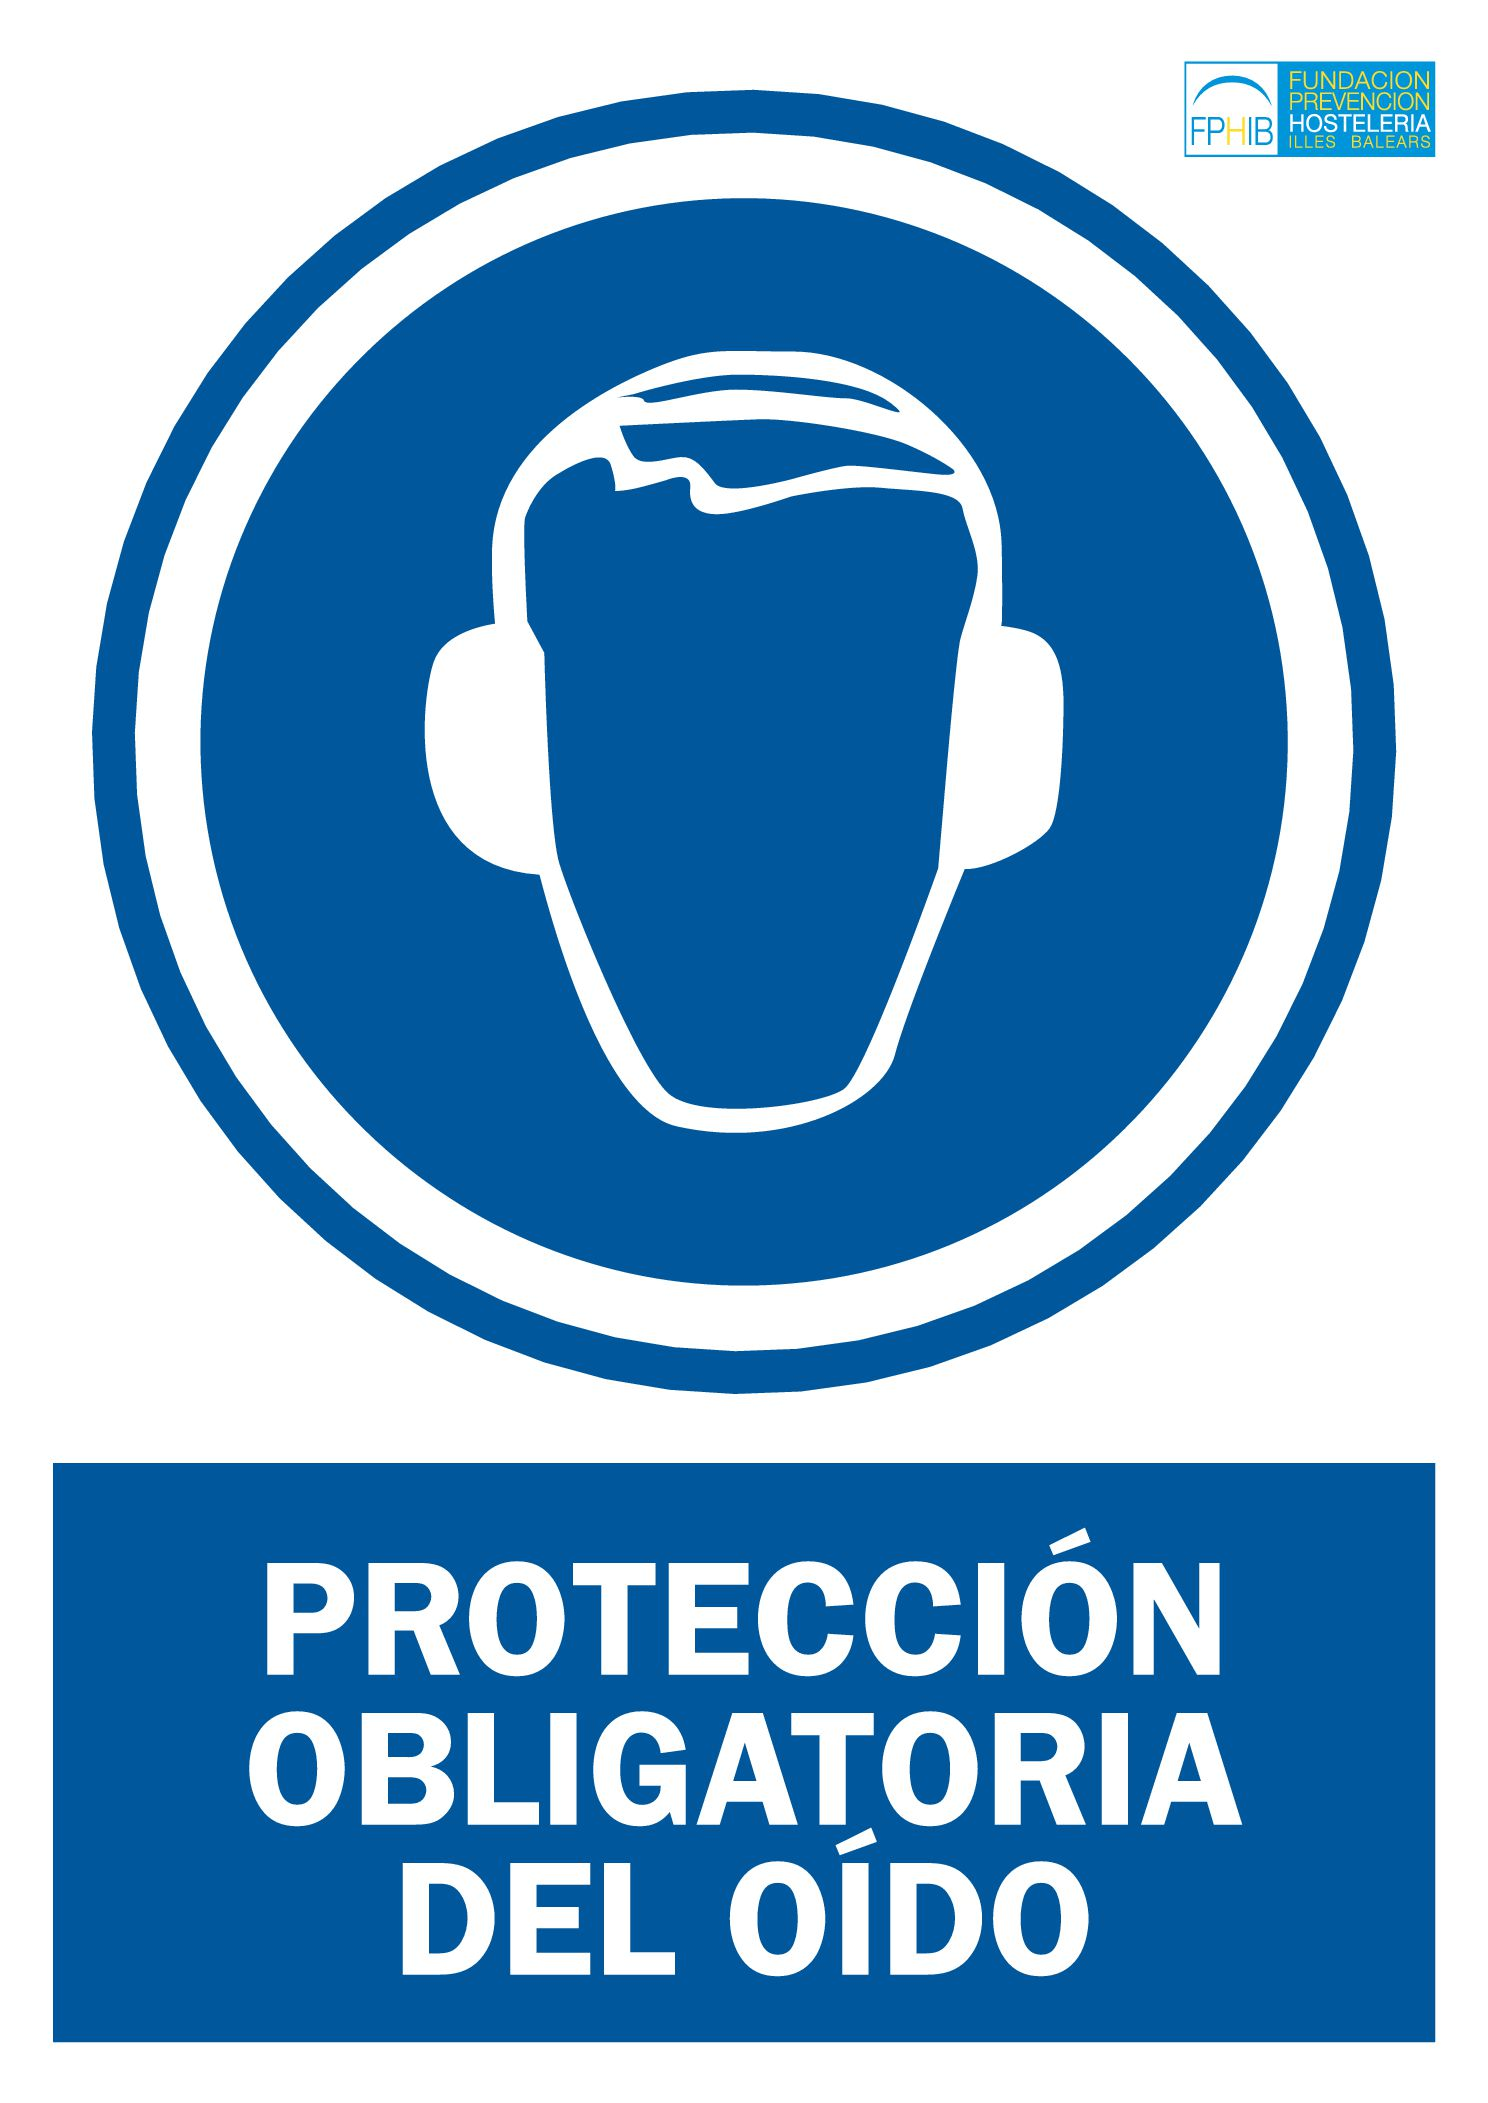 FPHIB
FUNDACION
PREVENCION
HOSTELERIA
ILLES BALEARS
PROTECCIÓN
OBLIGATORIA
DEL OÍDO